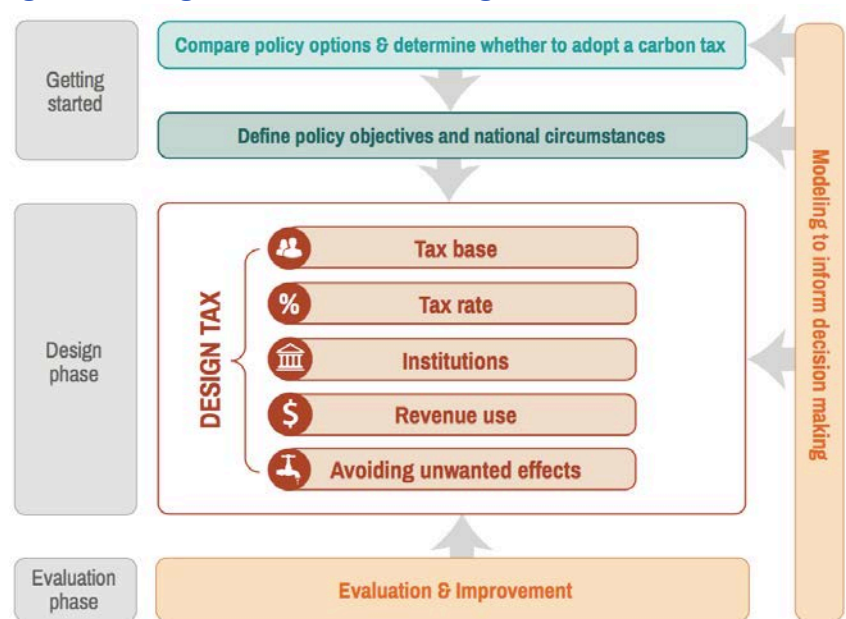 Getting
started
Compare policy options & determine whether to adopt a carbon tax
Define policy objectives and national circumstances
Design
phase
DESIGN TAX
Tax base
%
Tax rate
Institutions
$
Revenue use
Avoiding unwanted effects
Evaluation
phase
Evaluation & Improvement
Modeling to inform decision making